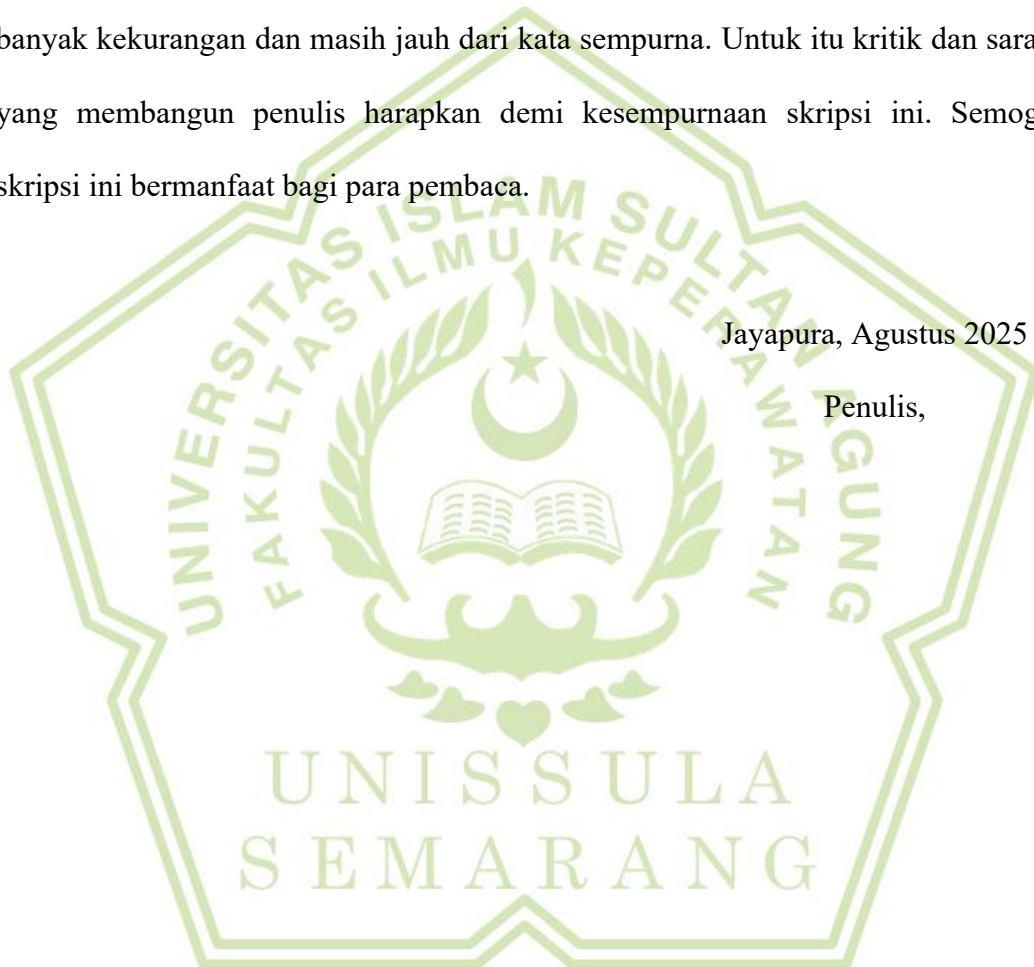 banyak kekurangan dan masih jauh dari kata sempurna. Untuk itu kritik dan sara
yang membangun penulis harapkan demi kesempurnaan skripsi ini. Semog
skripsi ini bermanfaat bagi para pembaca.
UNIVERSITAS ISLAM SULTAN AGUNG
FAKULTAS ILMU KEPERAWATAN
Jayapura, Agustus 2025
Penulis,
UNISSULA
SEMARANG